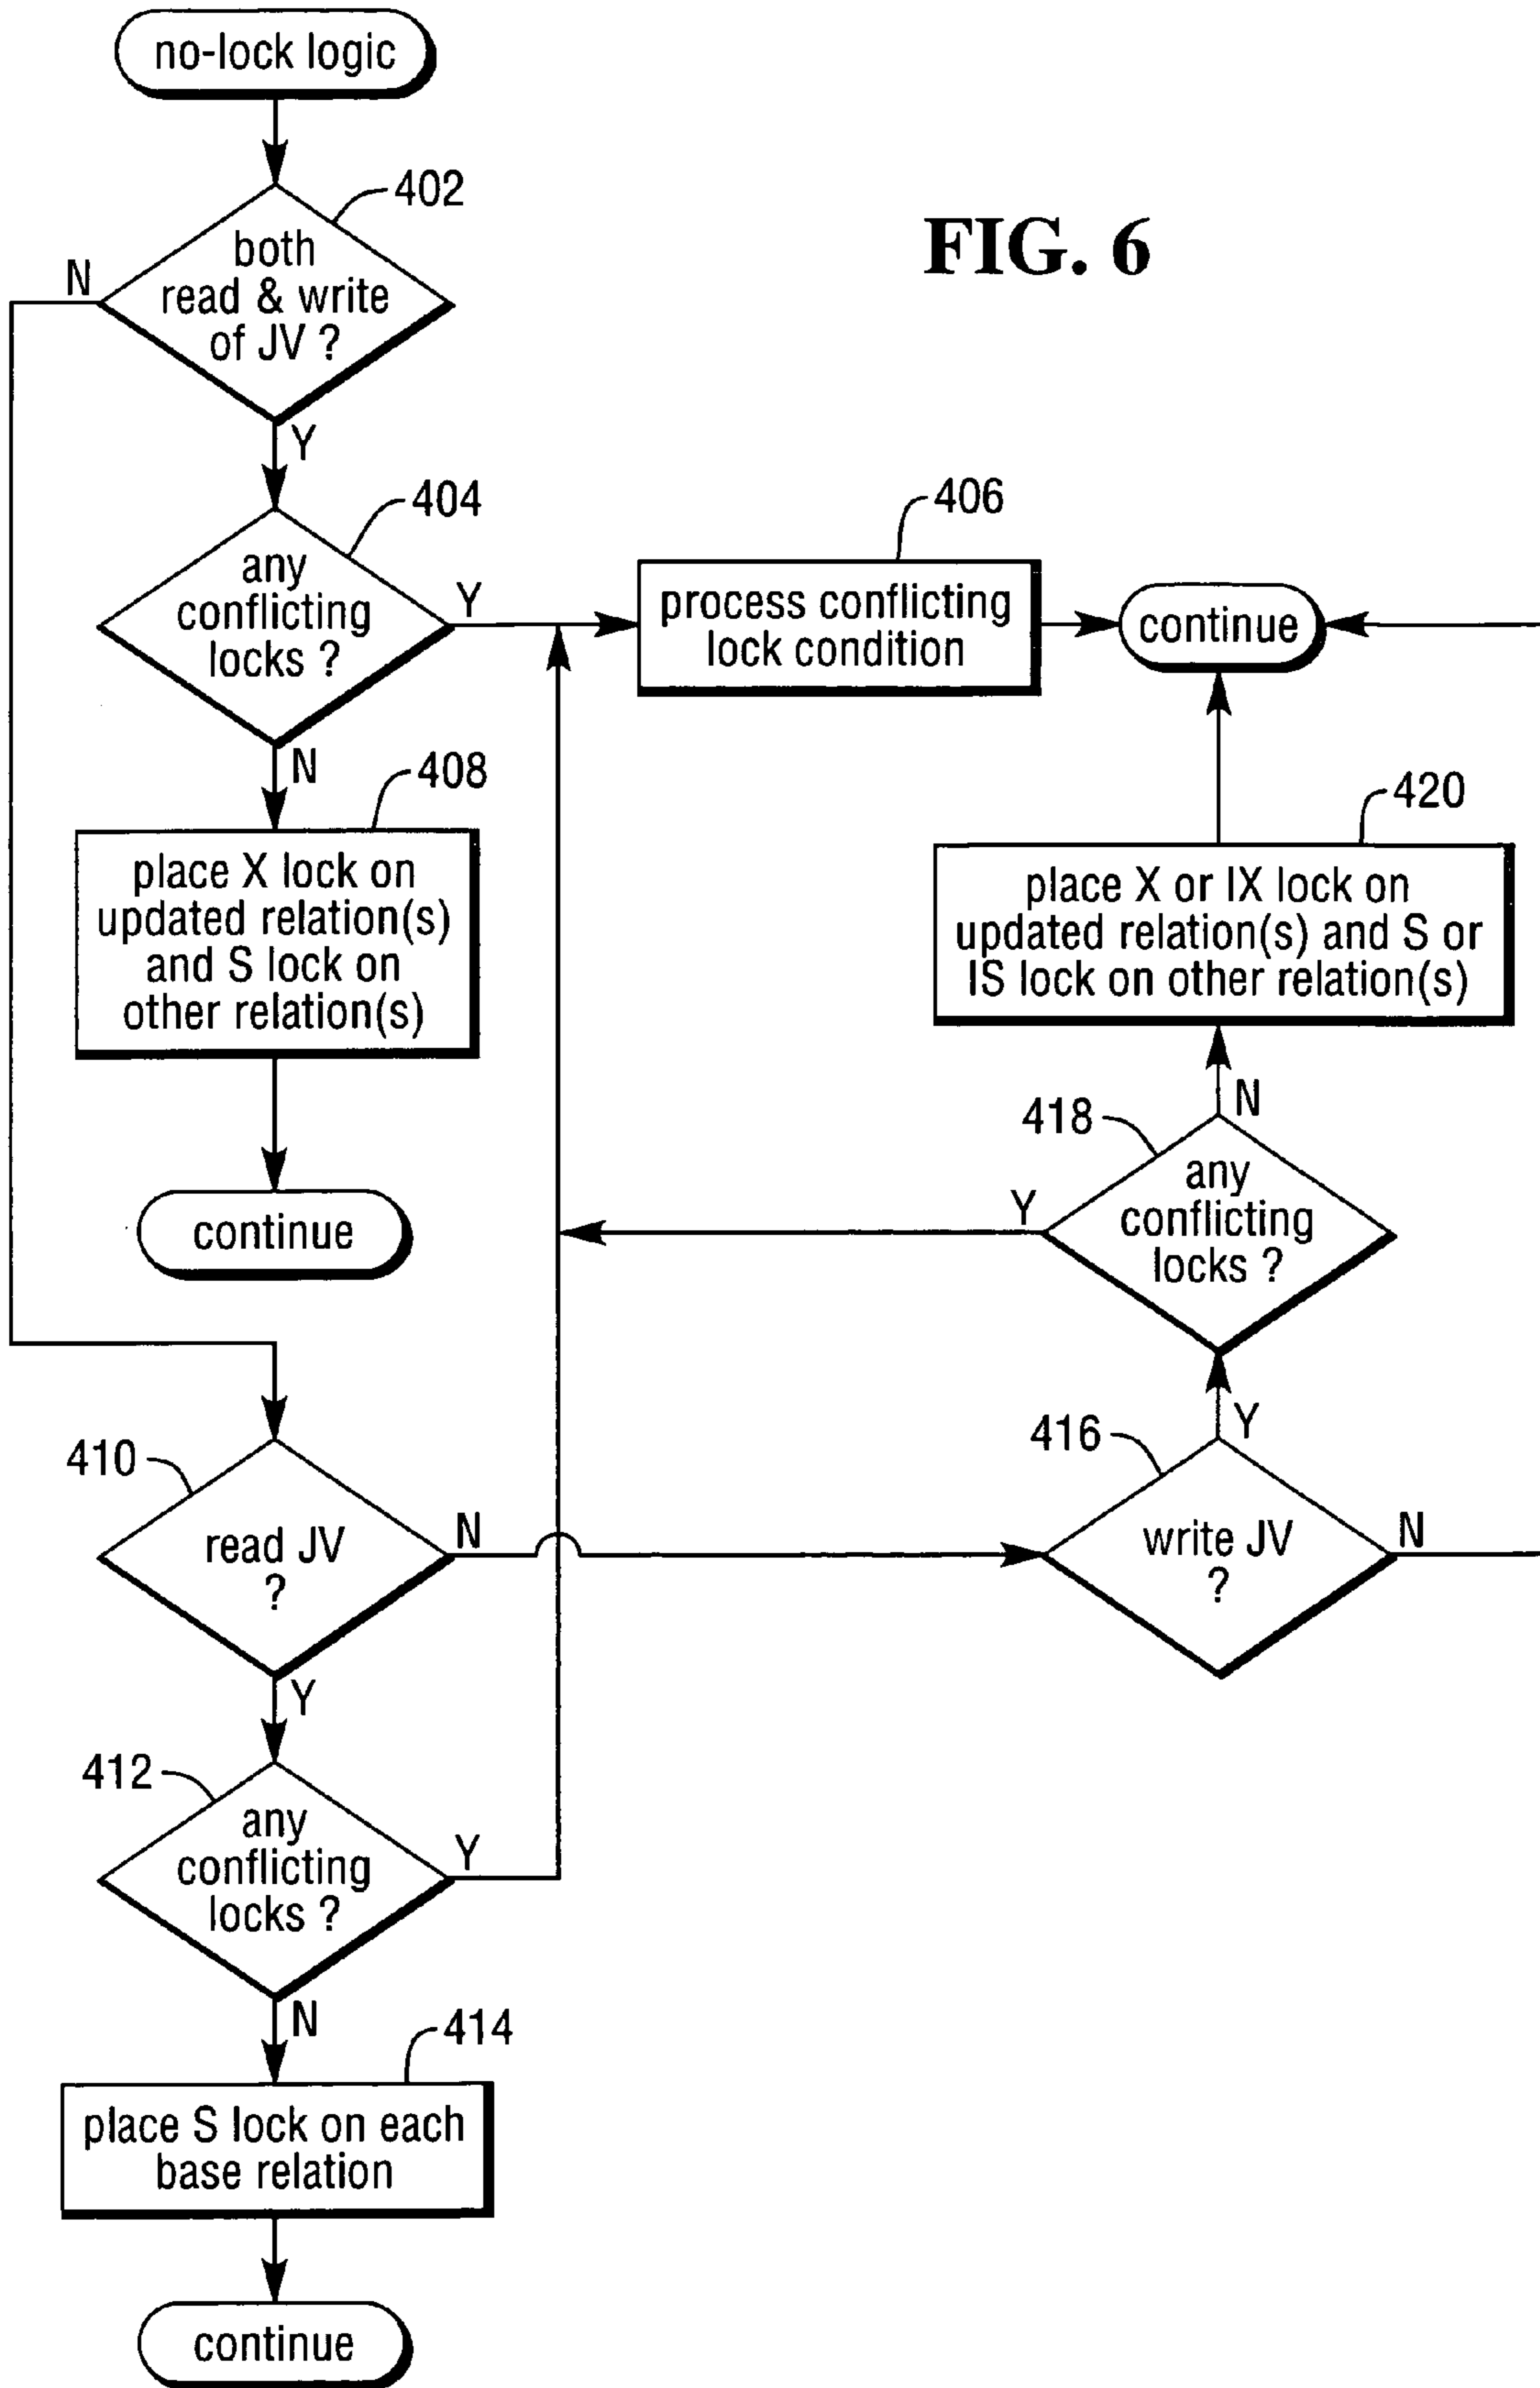 no-lock logic
402
both
read & write
of JV ?
N
Y
FIG. 6
404
any
conflicting
locks ?
Y
N
406
process conflicting
lock condition
continue
408
place X lock on
updated relation(s)
and S lock on
other relation(s)
continue
420
place X or IX lock on
updated relation(s) and S or
IS lock on other relation(s)
N
418
any
conflicting
locks ?
Y
410
read JV
?
N
Y
416
Y
write JV
?
N
412
any
conflicting
locks ?
Y
N
414
place S lock on each
base relation
continue